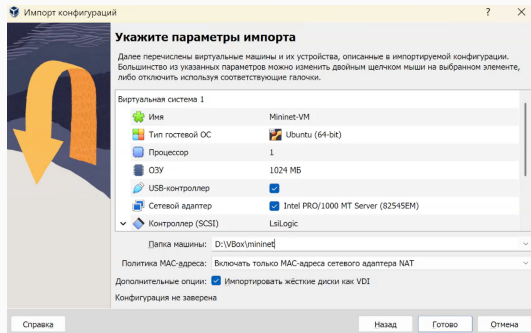 Импорт конфигураций
Укажите параметры импорта
Далее перечислены виртуальные машины и их устройства, описанные в импортируемой конфигурации.
Большинство из указанных параметров можно изменить двойным щелчком мыши на выбранном элементе,
либо отключить используя соответствующие галочки.
Виртуальная система 1
Имя Mininet-VM
Тип гостевой ОС Ubuntu (64-bit)
Процессор 1
ОЗУ 1024 МБ
USB-контроллер
Сетевой адаптер Intel PRO/1000 MT Server (82545EM)
Контроллер (SCSI) LsiLogic
Папка машины: D:\VBox\mininet
Политика MAC-адреса: Включать только MAC-адреса сетевого адаптера NAT
Дополнительные опции: Импортировать жёсткие диски как VDI
Конфигурация не заверена
Справка Назад Готово Отмена